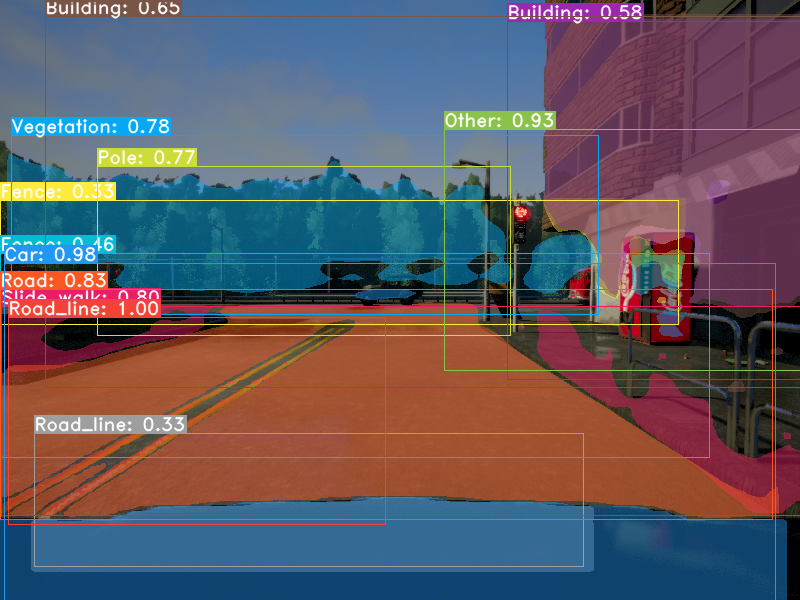 Building: 0.65
Building: 0.58
Other: 0.93
Vegetation: 0.78
Pole: 0.77
Fence: 0.33
Fence: 0.46
Car: 0.98
Road: 0.83
Slide_walk: 0.80
Road_line: 1.00
Road_line: 0.33